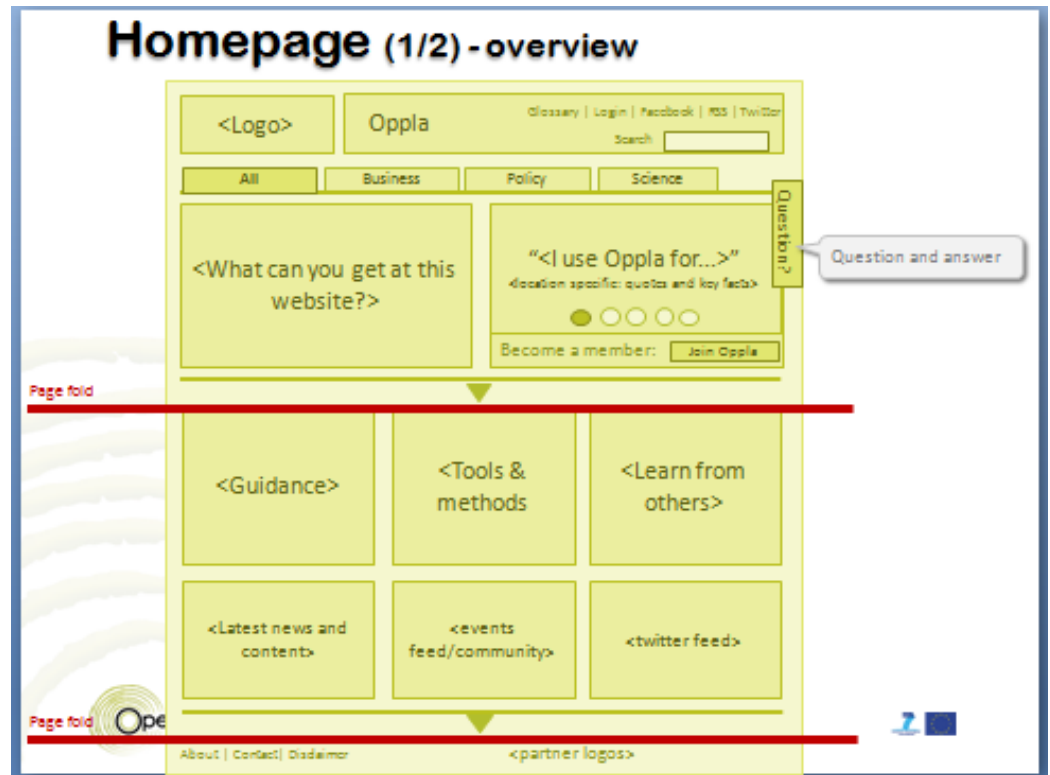 Homepage (1/2) - overview
<Logo>
Oppla
Glossary | Login | Facebook | RSS | Twitter
Search
All
Business
Policy
Science
Question?
<What can you get at this
website?>
“<I use Oppla for...>”
<location specific: quotes and key facts>
Become a member:
Join Oppla
Question and answer
Page fold
<Guidance>
<Tools &
methods
<Learn from
others>
<Latest news and
content>
<events
feed/community>
<twitter feed>
Page fold
Ope
7
About | Contact| Disclaimer
<partner logos>